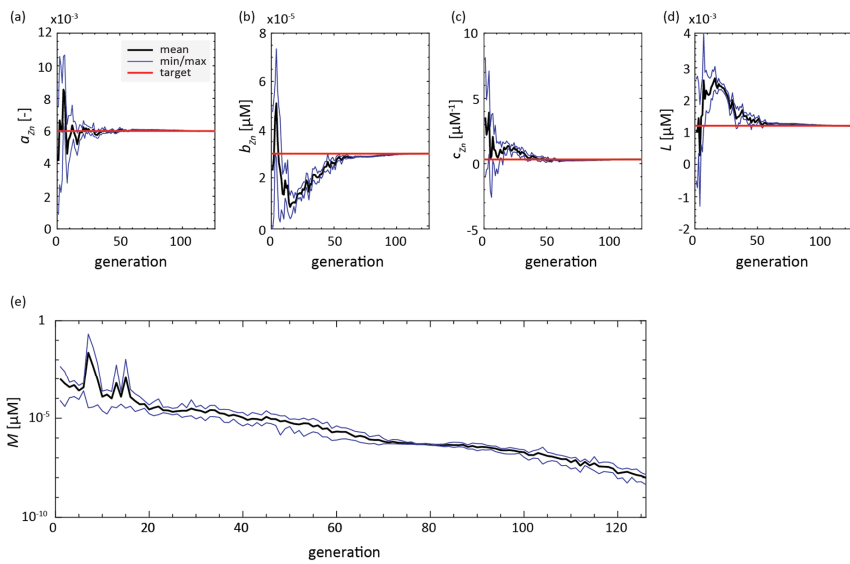 (a) ×10⁻³
12
10
8
6
4
2
0
a_Zn [-]
mean
min/max
target
0 50 100
generation
(b) ×10⁻⁵
8
6
4
2
0
b_Zn [µM]
0 50 100
generation
(c)
10
5
0
-5
c_Zn [µM⁻¹]
0 50 100
generation
(d) ×10⁻³
4
3
2
1
0
-1
-2
L [µM]
0 50 100
generation
(e)
1
10⁻⁵
10⁻¹⁰
M [µM]
0 20 40 60 80 100 120
generation